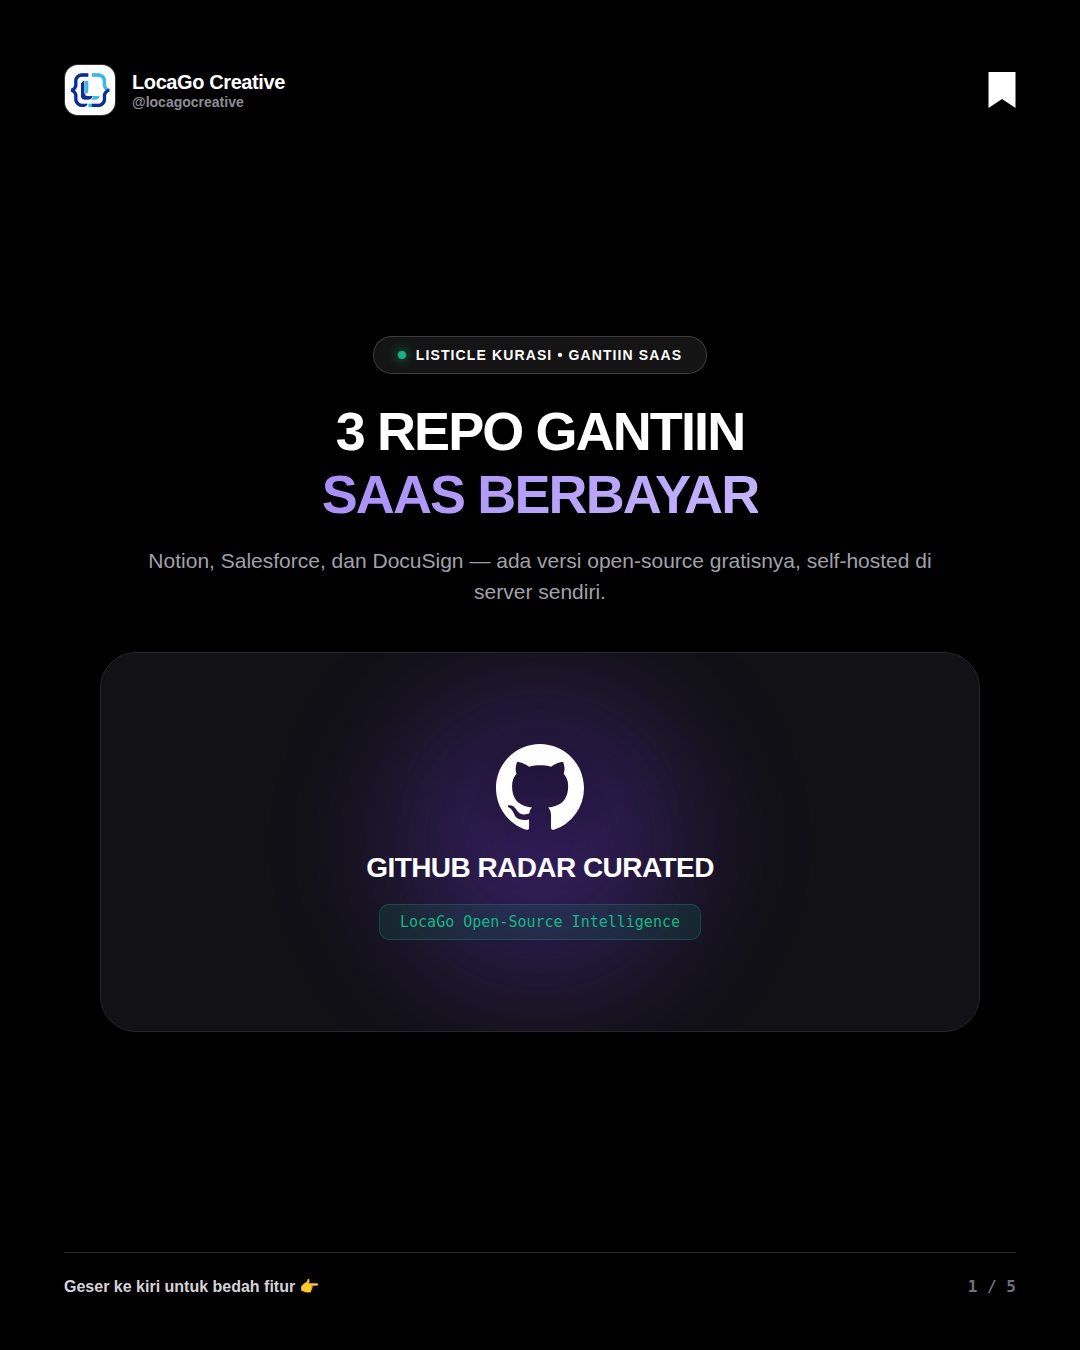 LocaGo Creative
@locagocreative
LISTICLE KURASI • GANTIIN SAAS
3 REPO GANTIIN
SAAS BERBAYAR
Notion, Salesforce, dan DocuSign — ada versi open-source gratisnya, self-hosted di
server sendiri.
GITHUB RADAR CURATED
LocaGo Open-Source Intelligence
Geser ke kiri untuk bedah fitur 👉
1 / 5